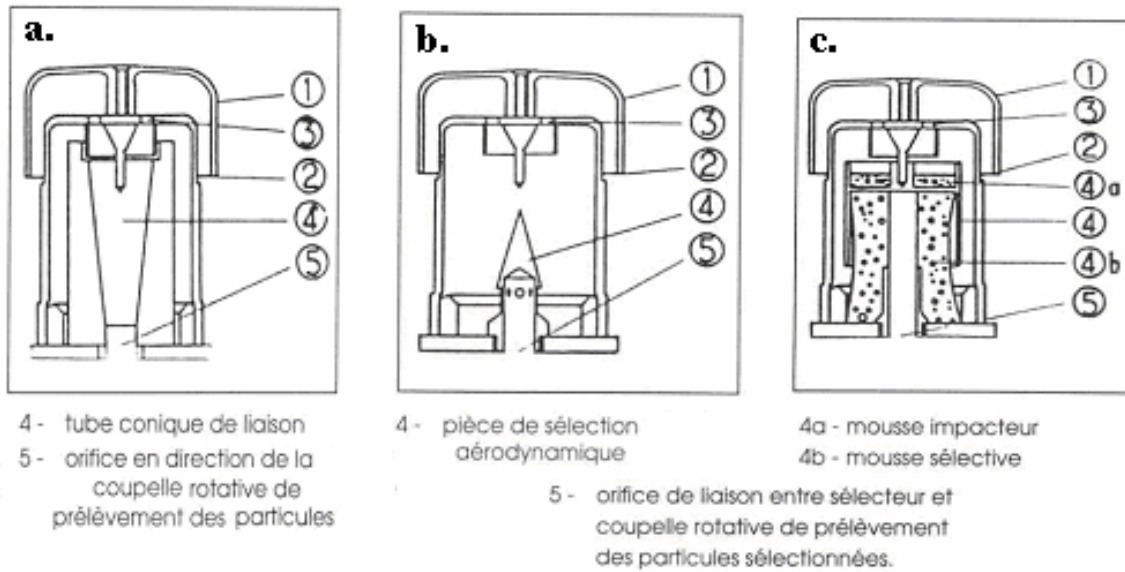 a.
1
3
2
4
5
b.
1
3
2
4
5
c.
1
3
2
4a
4
4b
5
4 - tube conique de liaison
5 - orifice en direction de la
coupelle rotative de
prélèvement des particules
4 - pièce de sélection
aérodynamique
4a - mousse impacteur
4b - mousse sélective
5 - orifice de liaison entre sélecteur et
coupelle rotative de prélèvement
des particules sélectionnées.